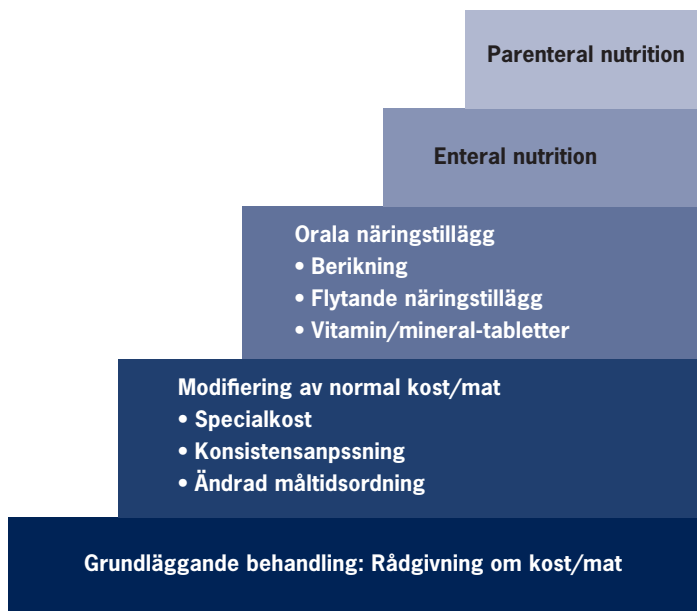 Parenteral nutrition
Enteral nutrition
Orala näringstillägg
• Berikning
• Flytande näringstillägg
• Vitamin/mineral-tabletter
Modifiering av normal kost/mat
• Specialkost
• Konsistensanpssning
• Ändrad måltidsordning
Grundläggande behandling: Rådgivning om kost/mat